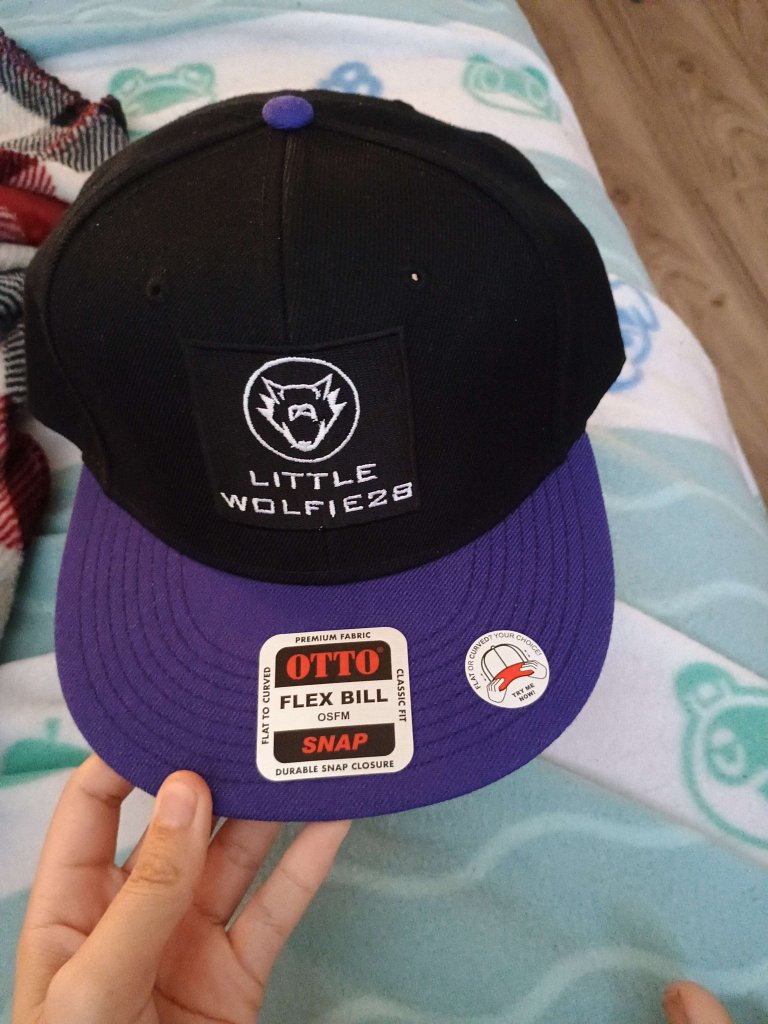 LITTLE
WOLFIE28
PREMIUM FABRIC
FLAT TO CURVED
OTTO®
FLEX BILL
OSFM
SNAP
CLASSIC FIT
DURABLE SNAP CLOSURE
FLAT OR CURVED? YOUR CHOICE!
TRY ME
NOW!